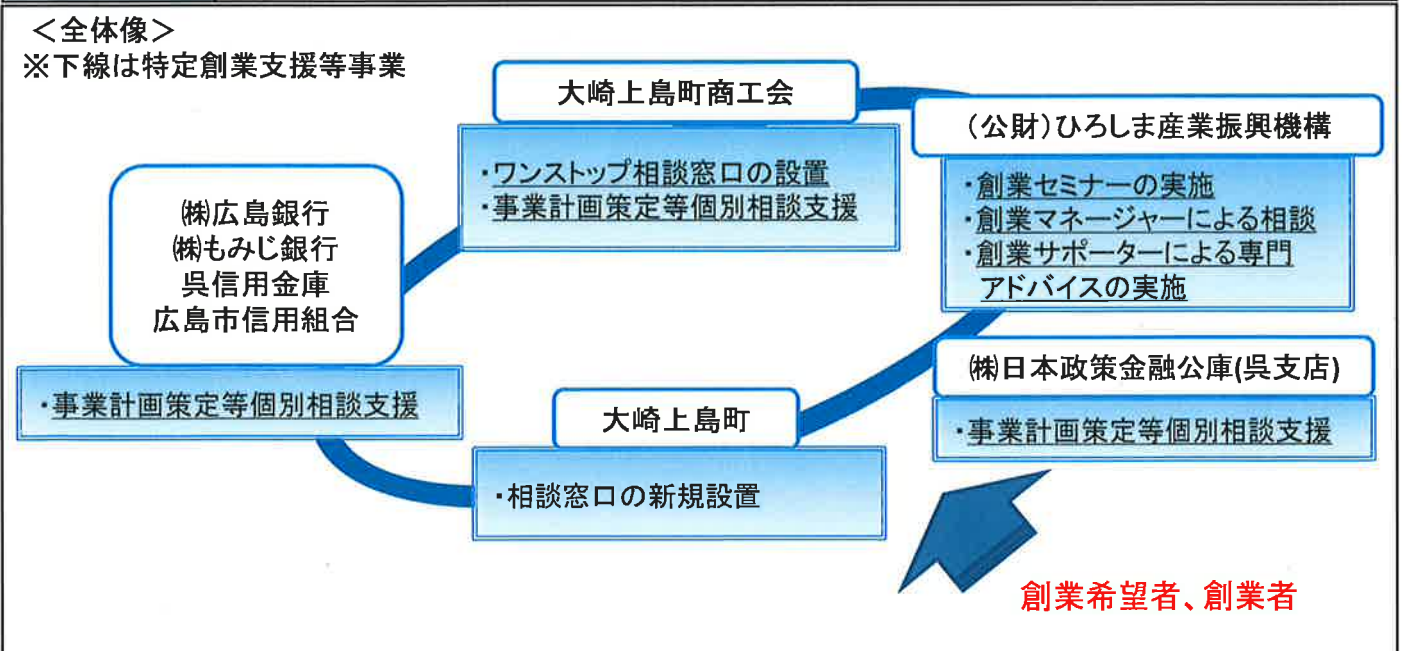 ＜全体像＞
※下線は特定創業支援等事業
大崎上島町商工会
・ワンストップ相談窓口の設置
・事業計画策定等個別相談支援
（公財）ひろしま産業振興機構
・創業セミナーの実施
・創業マネージャーによる相談
・創業サポーターによる専門
アドバイスの実施
㈱広島銀行
㈱もみじ銀行
呉信用金庫
広島市信用組合
・事業計画策定等個別相談支援
大崎上島町
・相談窓口の新規設置
㈱日本政策金融公庫(呉支店)
・事業計画策定等個別相談支援
創業希望者、創業者